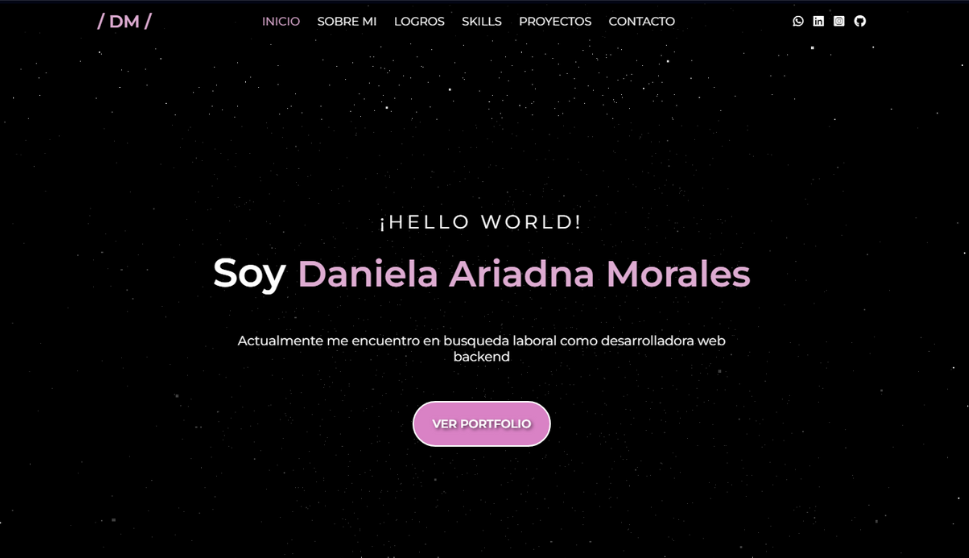 / DM /
INICIO SOBRE MI LOGROS SKILLS PROYECTOS CONTACTO
¡HELLO WORLD!
Soy Daniela Ariadna Morales
Actualmente me encuentro en busqueda laboral como desarrolladora web
backend
VER PORTFOLIO